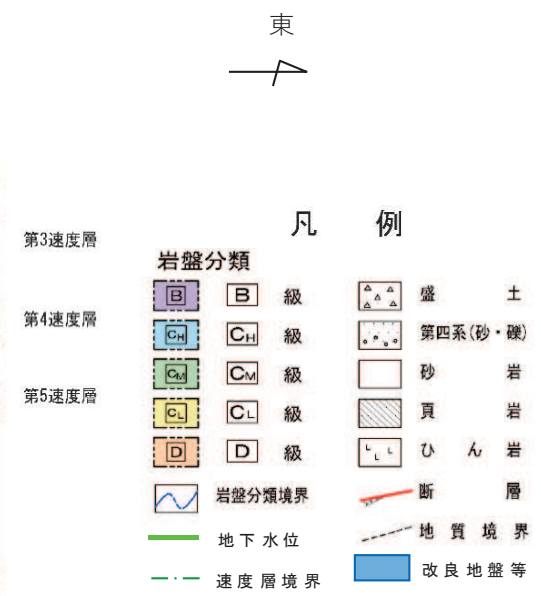 東
凡 例
第3速度層
第4速度層
第5速度層
岩盤分類
B B 級
CH CH 級
CM CM 級
CL CL 級
D D 級
岩盤分類境界
地下水位
速度層境界
盛 土
第四系(砂・礫)
砂 岩
頁 岩
ひ ん 岩
断 層
地 質 境 界
改良地盤等